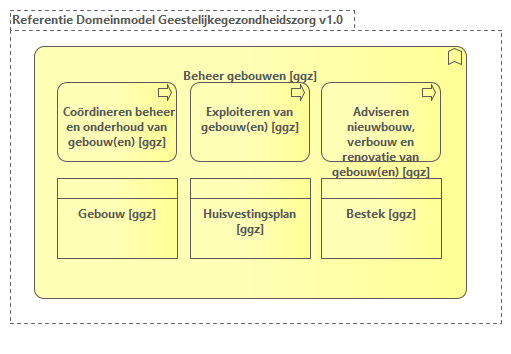 Referentie Domeinmodel Geestelijkegezondheidszorg v1.0
Beheer gebouwen [ggz]
Coördineren beheer
en onderhoud van
gebouw(en) [ggz]
Exploiteren van
gebouw(en) [ggz]
Adviseren
nieuwbouw,
verbouw en
renovatie van
gebouw(en) [ggz]
Gebouw [ggz]
Huisvestingsplan
[ggz]
Bestek [ggz]